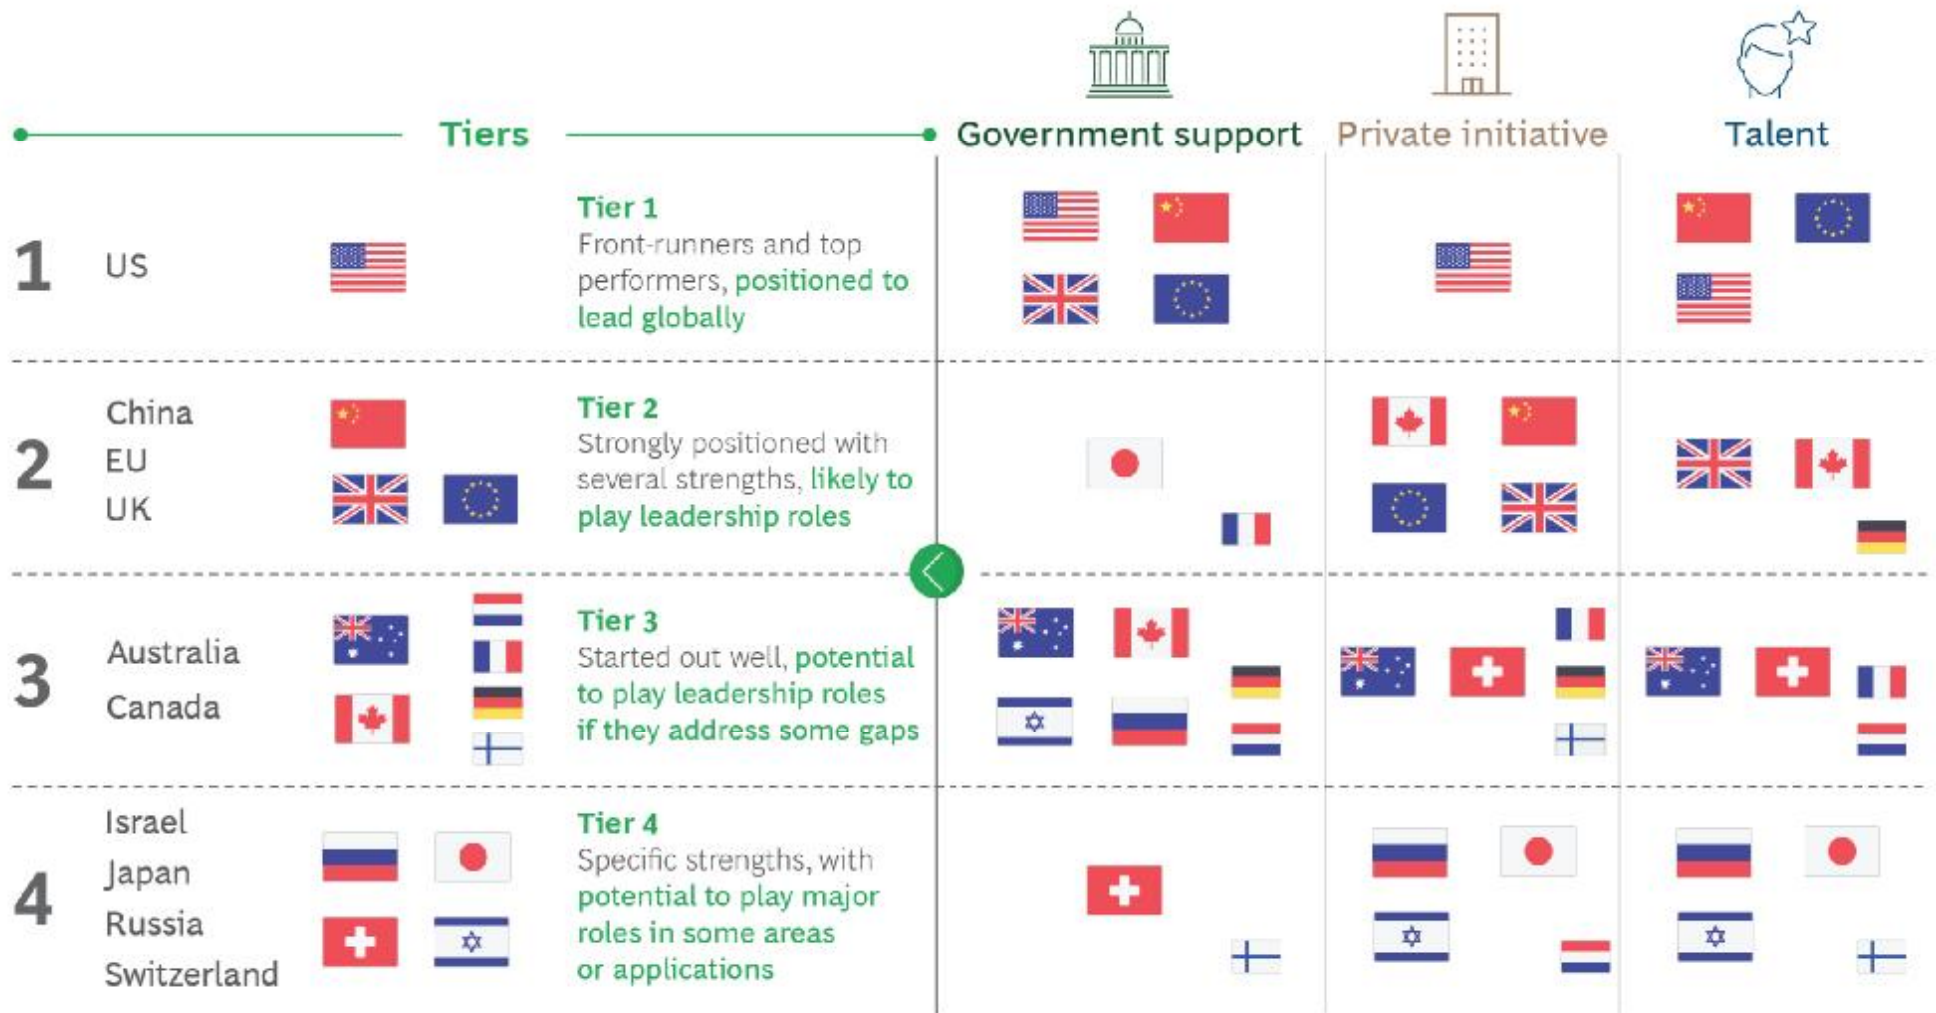 Tiers
Government support
Private initiative
Talent
1
US
Tier 1
Front-runners and top
performers, positioned to
lead globally
2
China
EU
UK
Tier 2
Strongly positioned with
several strengths, likely to
play leadership roles
3
Australia
Canada
Tier 3
Started out well, potential
to play leadership roles
if they address some gaps
4
Israel
Japan
Russia
Switzerland
Tier 4
Specific strengths, with
potential to play major
roles in some areas
or applications